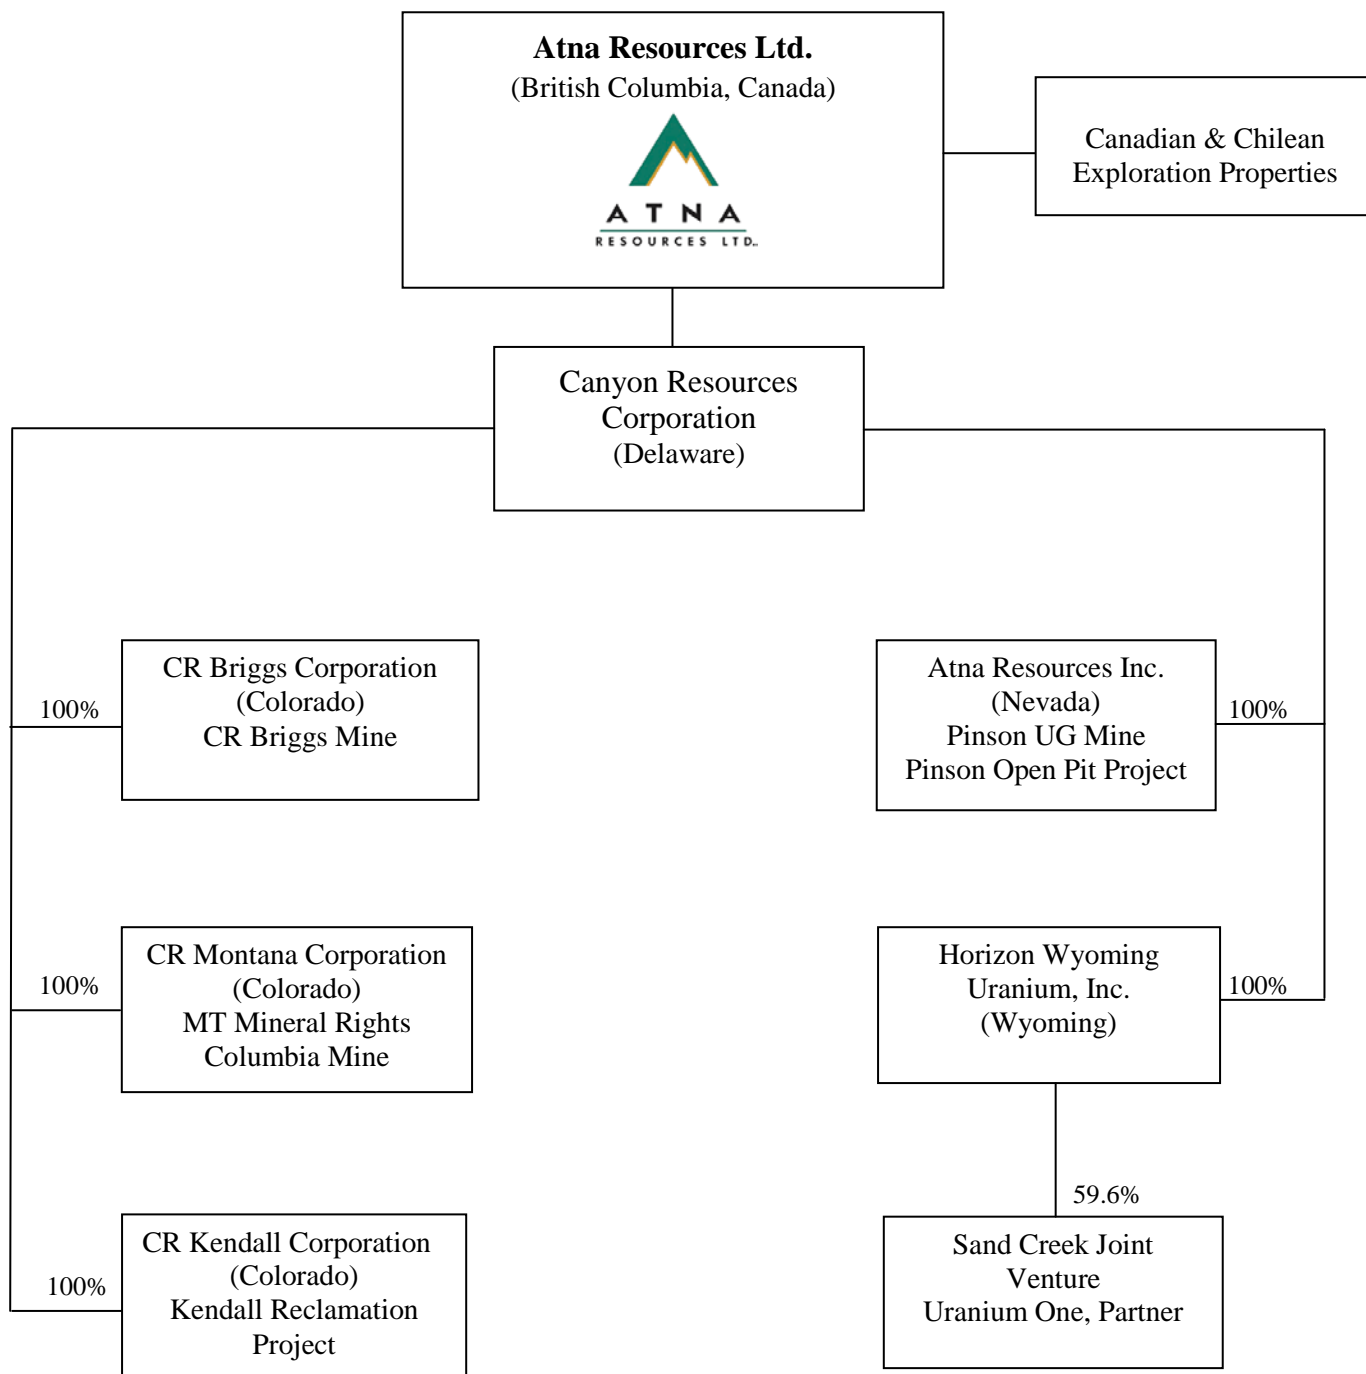 Atna Resources Ltd.
(British Columbia, Canada)
A T N A
RESOURCES LTD.
Canadian & Chilean
Exploration Properties
Canyon Resources
Corporation
(Delaware)
100%
CR Briggs Corporation
(Colorado)
CR Briggs Mine
Atna Resources Inc.
(Nevada)
Pinson UG Mine
Pinson Open Pit Project
100%
100%
CR Montana Corporation
(Colorado)
MT Mineral Rights
Columbia Mine
Horizon Wyoming
Uranium, Inc.
(Wyoming)
100%
59.6%
100%
CR Kendall Corporation
(Colorado)
Kendall Reclamation
Project
Sand Creek Joint
Venture
Uranium One, Partner